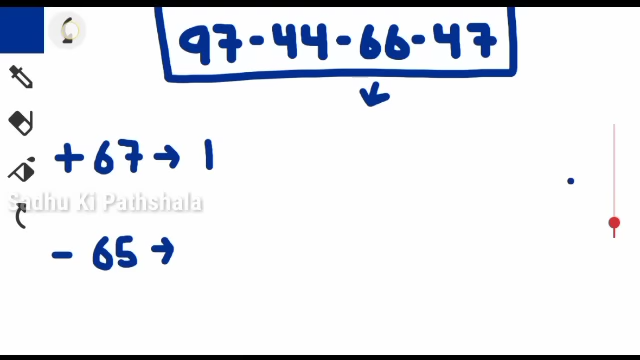 97-44-66-47
+ 67 → 1
Sadhu Ki Pathshala
- 65 →